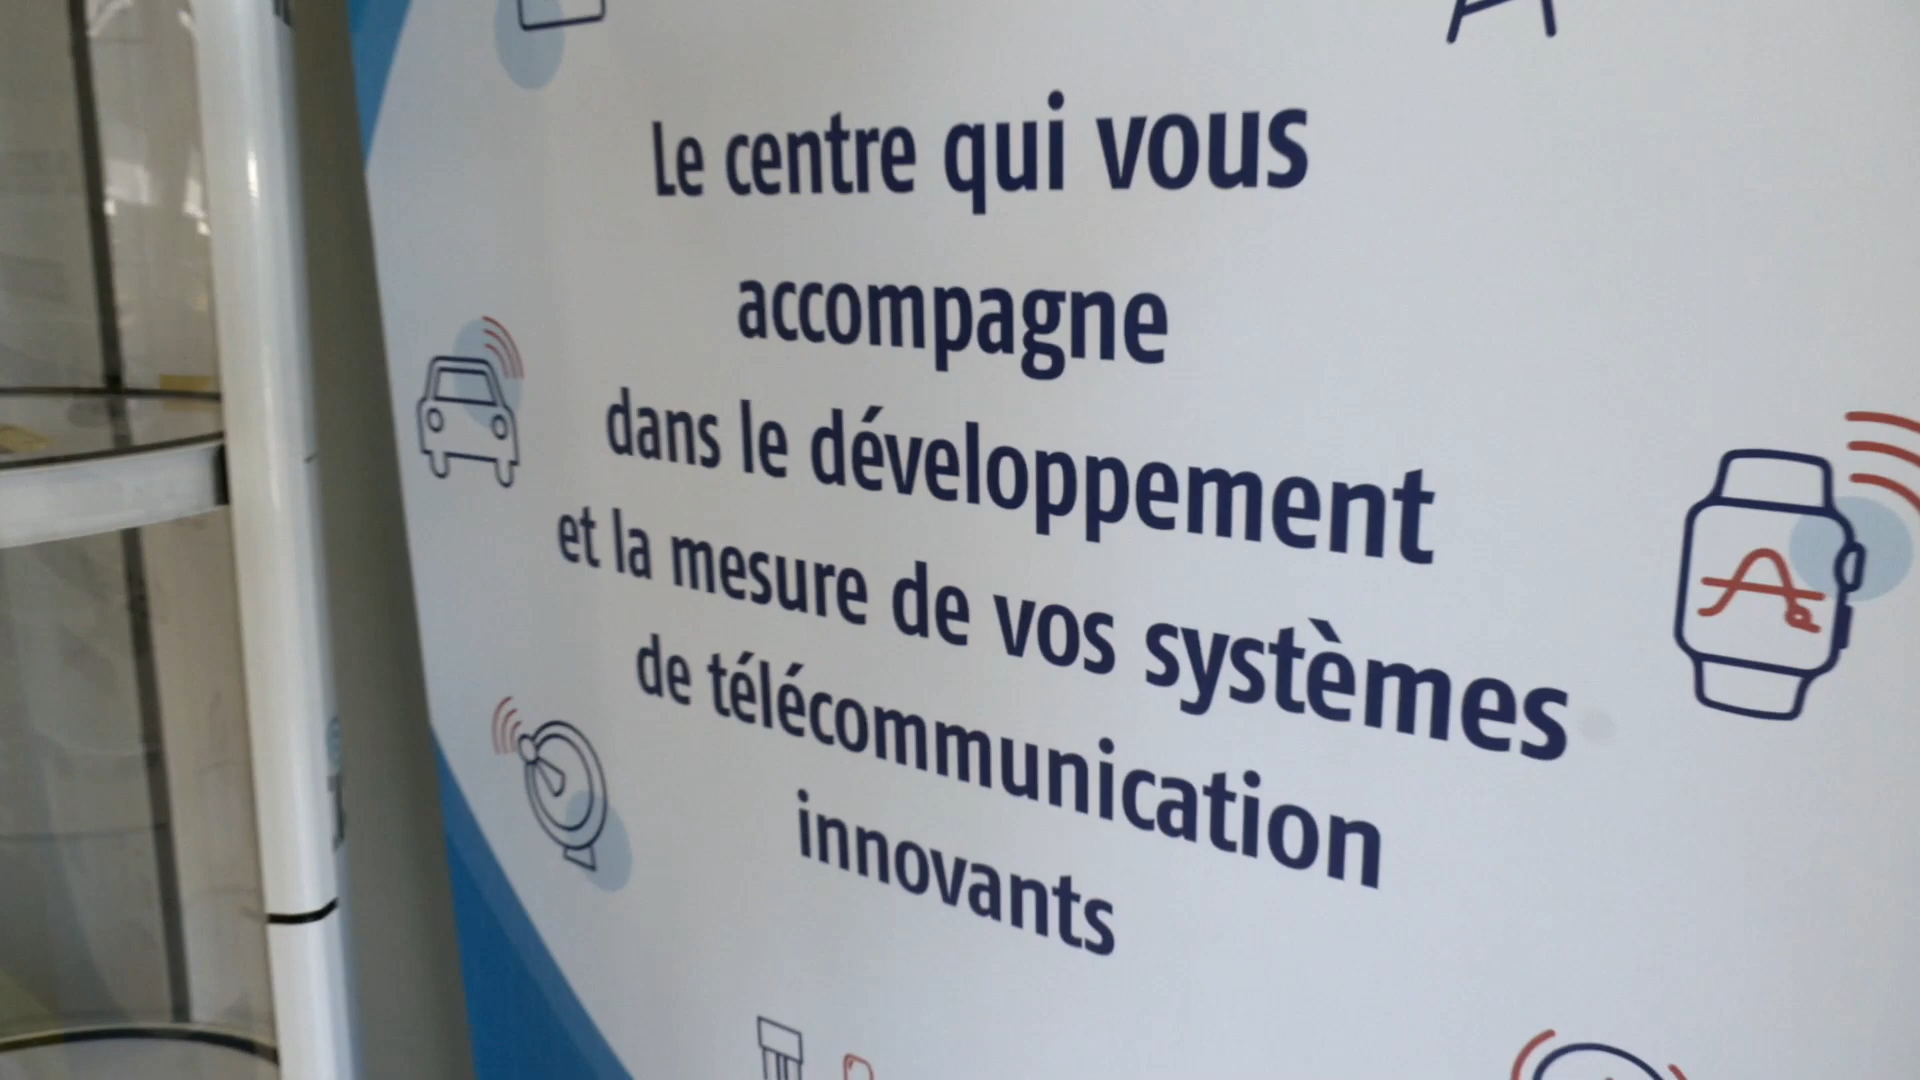 Le centre qui vous
accompagne
dans le développement
et la mesure de vos systèmes
de télécommunication
innovants